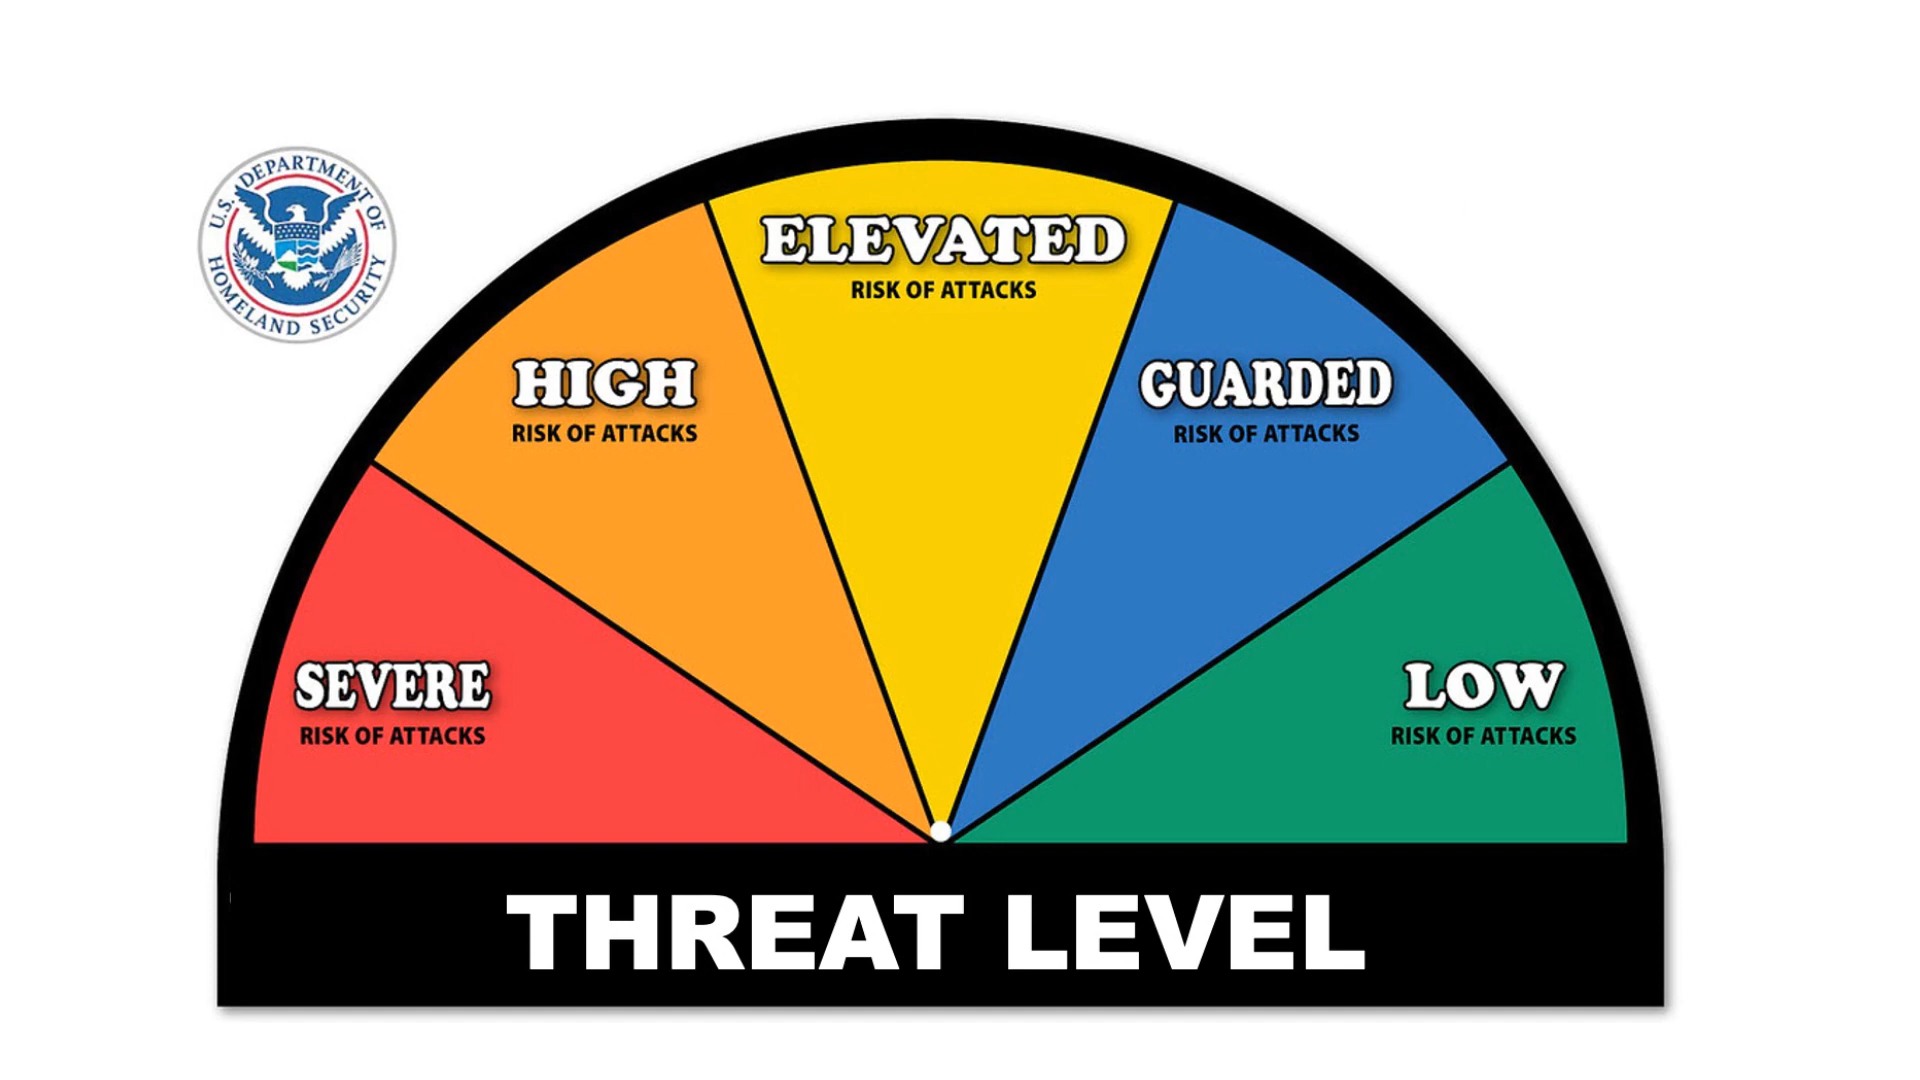 U.S. DEPARTMENT OF
HOMELAND SECURITY
ELEVATED
RISK OF ATTACKS
HIGH
RISK OF ATTACKS
GUARDED
RISK OF ATTACKS
SEVERE
RISK OF ATTACKS
LOW
RISK OF ATTACKS
THREAT LEVEL